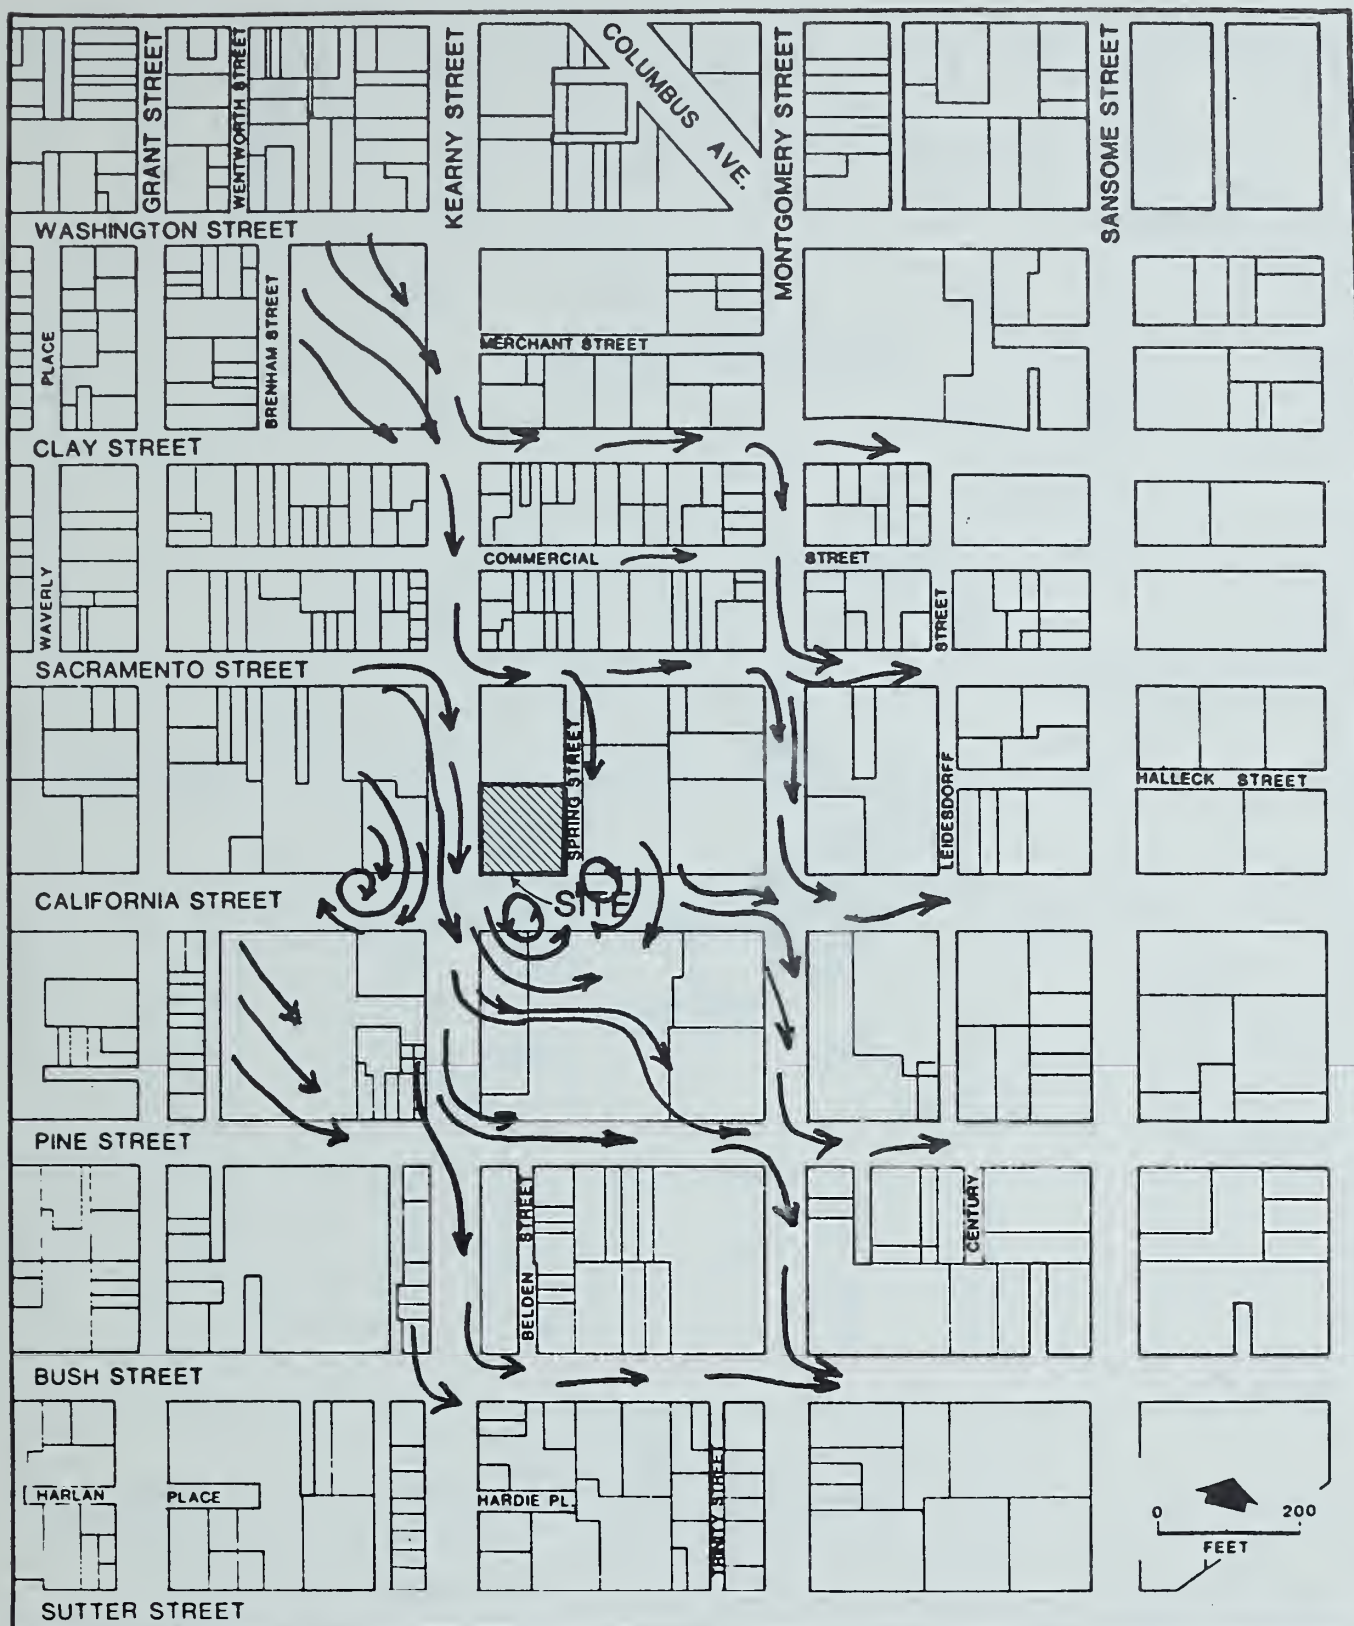 GRANT STREET
WENTWORTH STREET
KEARNY STREET
COLUMBUS AVE.
MONTGOMERY STREET
SANSOME STREET
WASHINGTON STREET
PLACE
BRENHAM STREET
MERCHANT STREET
CLAY STREET
WAVERLY
COMMERCIAL
STREET
STREET
SACRAMENTO STREET
SPRING STREET
LEIDESDORFF
HALLECK STREET
CALIFORNIA STREET
SITE
PINE STREET
BELDEN STREET
CENTURY
BUSH STREET
HARLAN
PLACE
HARDIE PL.
TRINITY STREET
0 200
FEET
SUTTER STREET